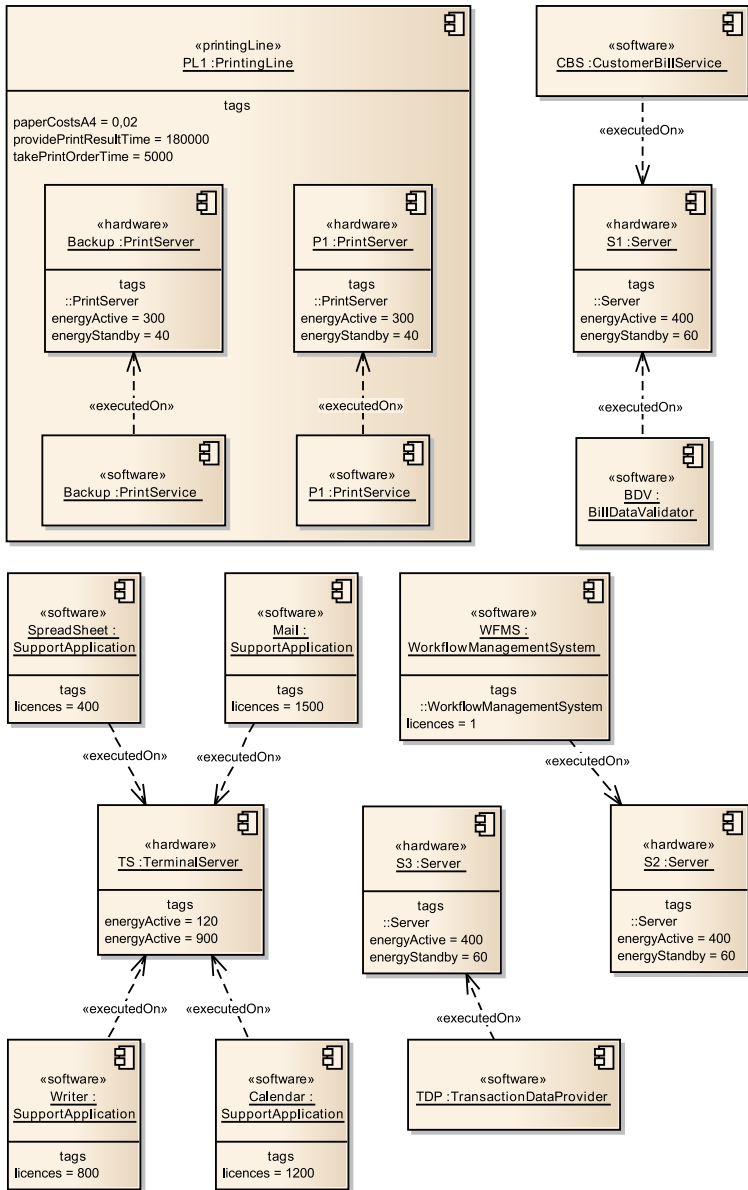 «printingLine»
PL1 :PrintingLine
tags
paperCostsA4 = 0,02
providePrintResultTime = 180000
takePrintOrderTime = 5000
«hardware»
Backup :PrintServer
tags
::PrintServer
energyActive = 300
energyStandby = 40
«hardware»
P1 :PrintServer
tags
::PrintServer
energyActive = 300
energyStandby = 40
«executedOn»
«executedOn»
«software»
Backup :PrintService
«software»
P1 :PrintService
«software»
CBS :CustomerBillService
«executedOn»
«hardware»
S1 :Server
tags
::Server
energyActive = 400
energyStandby = 60
«executedOn»
«software»
BDV :
BillDataValidator
«software»
SpreadSheet :
SupportApplication
tags
licences = 400
«software»
Mail :
SupportApplication
tags
licences = 1500
«software»
WFMS :
WorkflowManagementSystem
tags
::WorkflowManagementSystem
licences = 1
«executedOn»
«executedOn»
«executedOn»
«hardware»
TS :TerminalServer
tags
energyActive = 120
energyActive = 900
«hardware»
S3 :Server
tags
::Server
energyActive = 400
energyStandby = 60
«hardware»
S2 :Server
tags
::Server
energyActive = 400
energyStandby = 60
«executedOn»
«executedOn»
«executedOn»
«software»
Writer :
SupportApplication
tags
licences = 800
«software»
Calendar :
SupportApplication
tags
licences = 1200
«software»
TDP :TransactionDataProvider